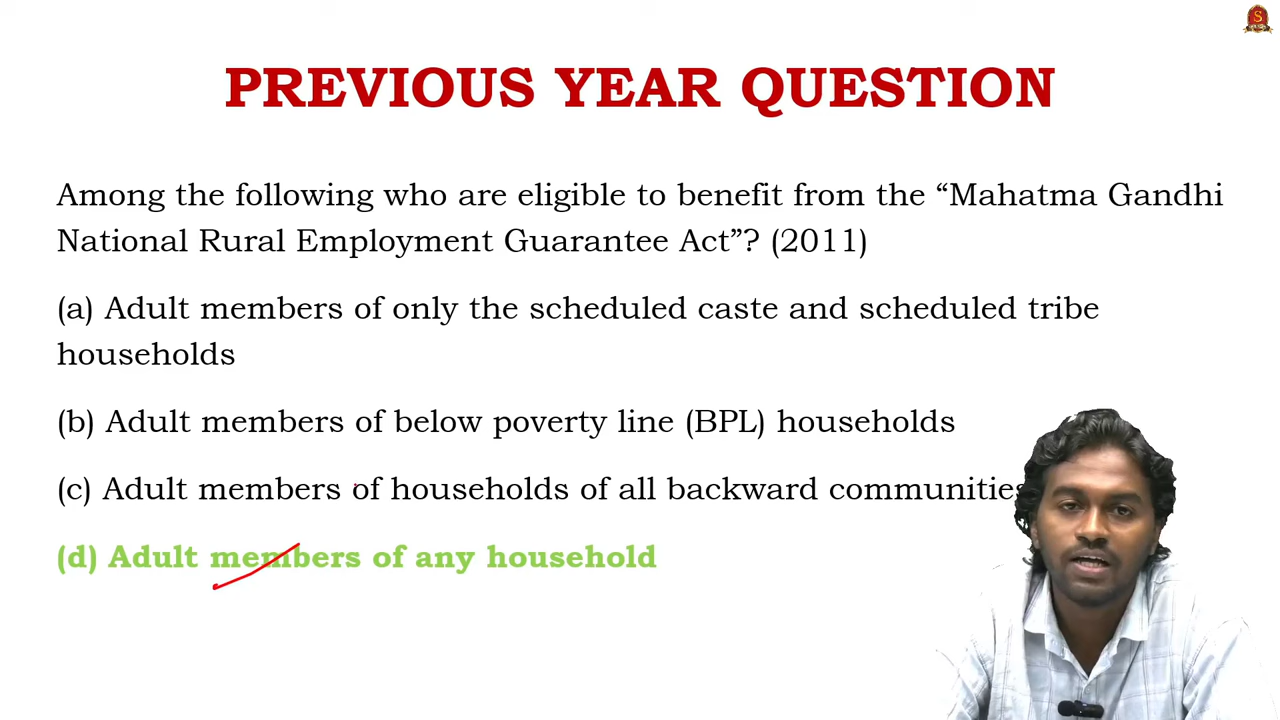 PREVIOUS YEAR QUESTION
Among the following who are eligible to benefit from the “Mahatma Gandhi
National Rural Employment Guarantee Act”? (2011)
(a) Adult members of only the scheduled caste and scheduled tribe
households
(b) Adult members of below poverty line (BPL) households
(c) Adult members of households of all backward communities
(d) Adult members of any household